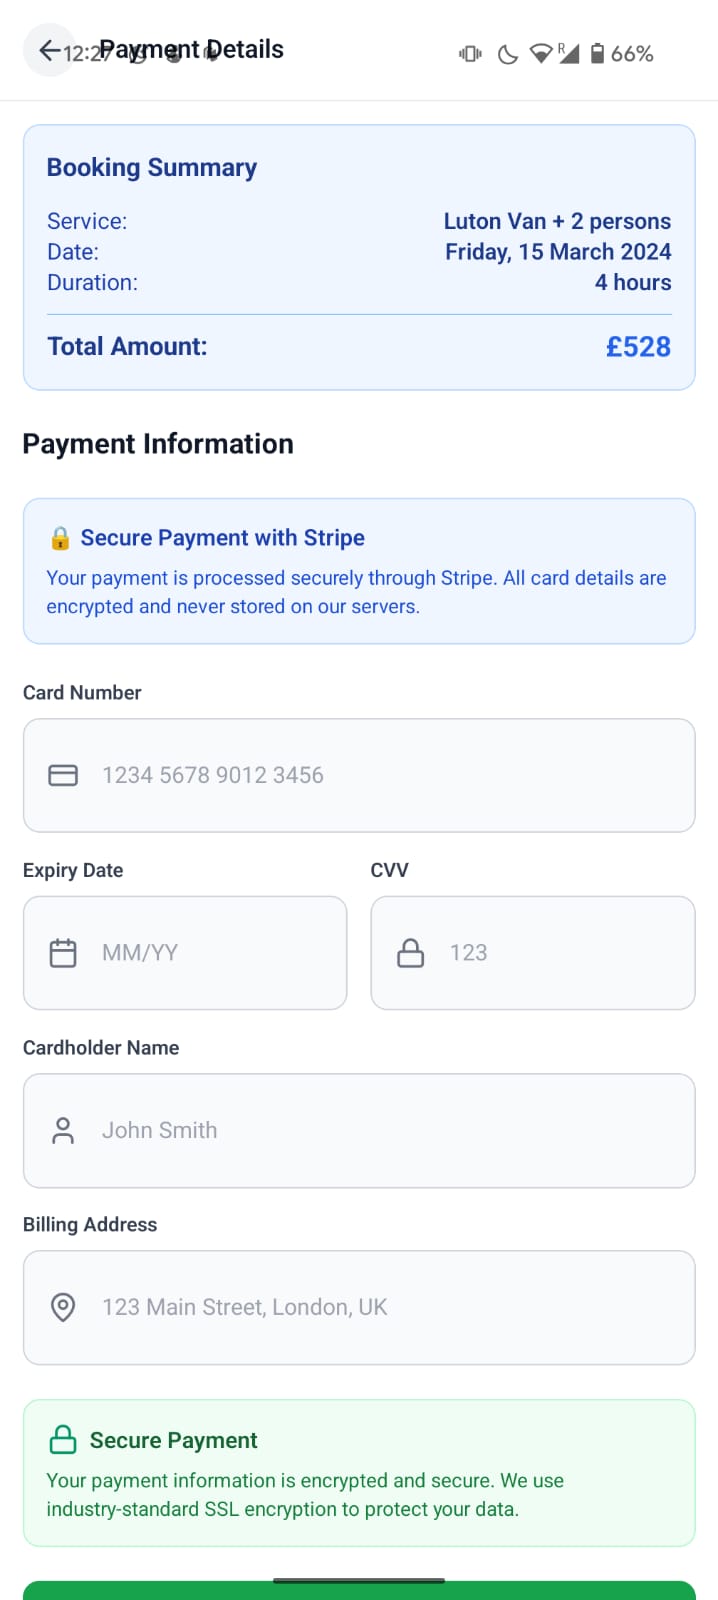 12:27 Payment Details
R 66%
Booking Summary
Service: Luton Van + 2 persons
Date: Friday, 15 March 2024
Duration: 4 hours
Total Amount: £528
Payment Information
🔒 Secure Payment with Stripe
Your payment is processed securely through Stripe. All card details are
encrypted and never stored on our servers.
Card Number
1234 5678 9012 3456
Expiry Date CVV
MM/YY 123
Cardholder Name
John Smith
Billing Address
123 Main Street, London, UK
Secure Payment
Your payment information is encrypted and secure. We use
industry-standard SSL encryption to protect your data.